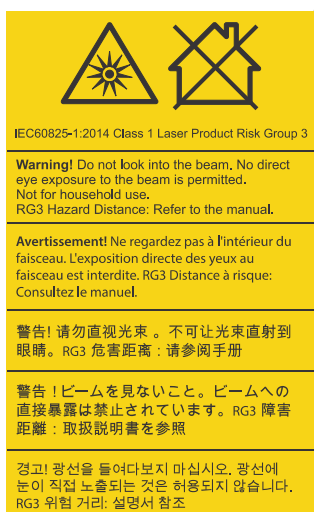 IEC60825-1:2014 Class 1 Laser Product Risk Group 3
Warning! Do not look into the beam. No direct
eye exposure to the beam is permitted.
Not for household use.
RG3 Hazard Distance: Refer to the manual.
Avertissement! Ne regardez pas à l'intérieur du
faisceau. L'exposition directe des yeux au
faisceau est interdite. RG3 Distance à risque:
Consultez le manuel.
警告! 请勿直视光束 。不可让光束直射到
眼睛。RG3 危害距离 : 请参阅手册
警告 ! ビームを見ないこと。ビームへの
直接暴露は禁止されています。RG3 障害
距離 : 取扱説明書を参照
경고! 광선을 들여다보지 마십시오. 광선에
눈이 직접 노출되는 것은 허용되지 않습니다.
RG3 위험 거리: 설명서 참조